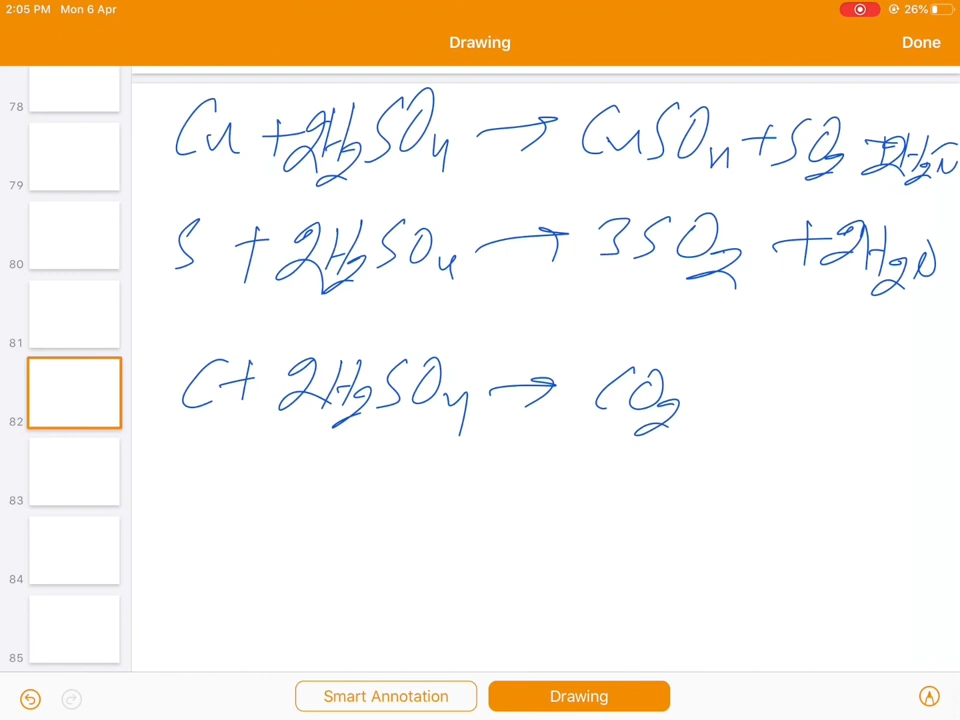 2:05 PM Mon 6 Apr
26%
Drawing
Done
78
79
80
81
82
83
84
85
Cu + 2H₂SO₄ → CuSO₄ + SO₂ + 2H₂O
S + 2H₂SO₄ → 3SO₂ + 2H₂O
C + 2H₂SO₄ → CO₂
Smart Annotation
Drawing